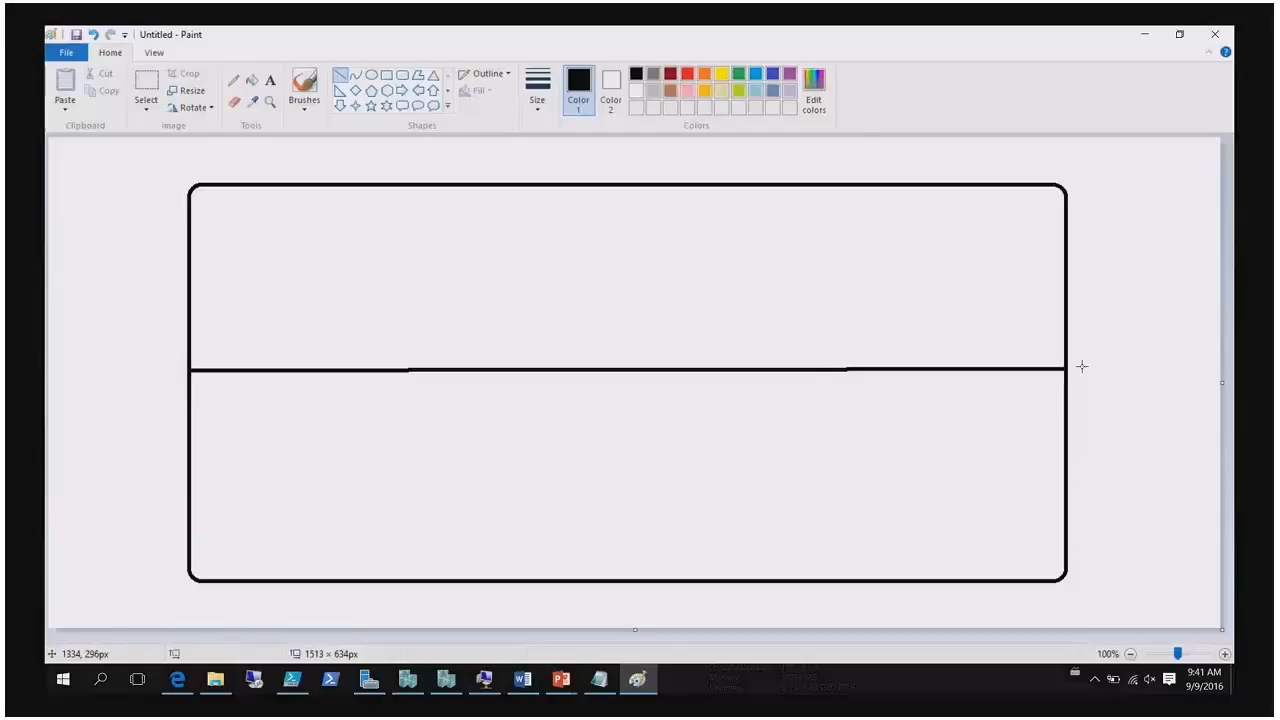 Untitled - Paint
File Home View
Cut
Copy
Paste
Clipboard
Crop
Resize
Rotate
Select
Image
Tools
Brushes
Outline
Fill
Shapes
Size
Color 1
Color 2
Edit colors
Colors
1334, 296px
1513 × 634px
100%
9:41 AM
9/9/2016